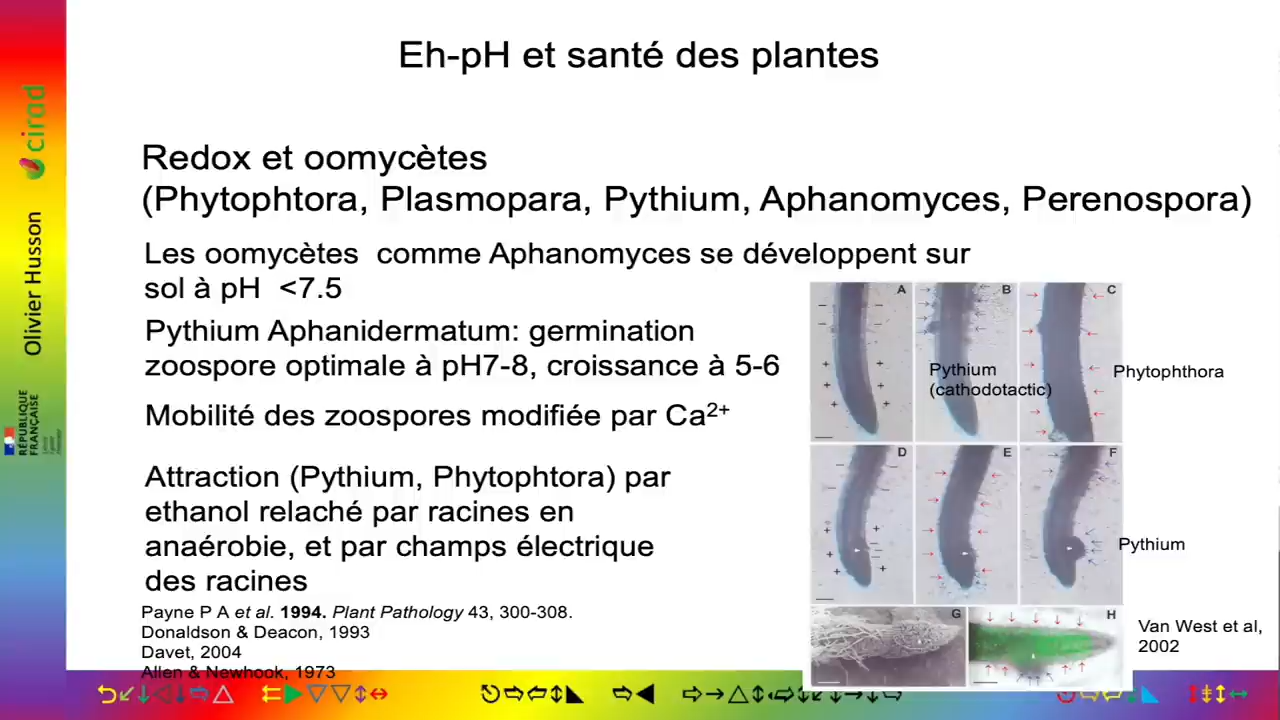 Eh-pH et santé des plantes
cirad
Olivier Husson
RÉPUBLIQUE
FRANÇAISE
Redox et oomycètes
(Phytophtora, Plasmopara, Pythium, Aphanomyces, Perenospora)
Les oomycètes comme Aphanomyces se développent sur
sol à pH <7.5
Pythium Aphanidermatum: germination
zoospore optimale à pH7-8, croissance à 5-6
Mobilité des zoospores modifiée par Ca2+
Attraction (Pythium, Phytophtora) par
ethanol relaché par racines en
anaérobie, et par champs électrique
des racines
Payne P A et al. 1994. Plant Pathology 43, 300-308.
Donaldson & Deacon, 1993
Davet, 2004
Allen & Newhook, 1973
A
B
C
Pythium
(cathodotactic)
Phytophthora
D
E
F
Pythium
G
H
Van West et al,
2002